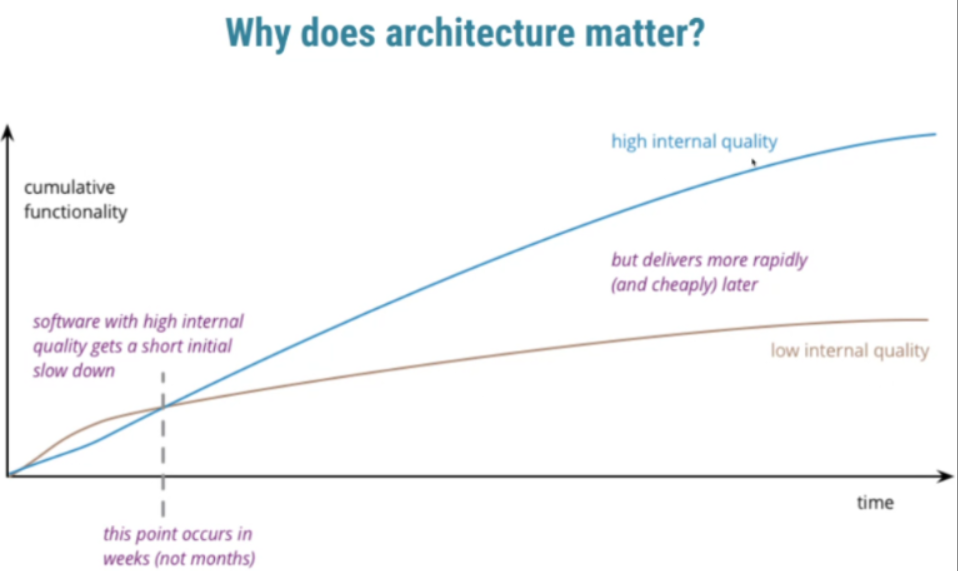 Why does architecture matter?
high internal quality
cumulative
functionality
but delivers more rapidly
(and cheaply) later
software with high internal
quality gets a short initial
slow down
low internal quality
time
this point occurs in
weeks (not months)